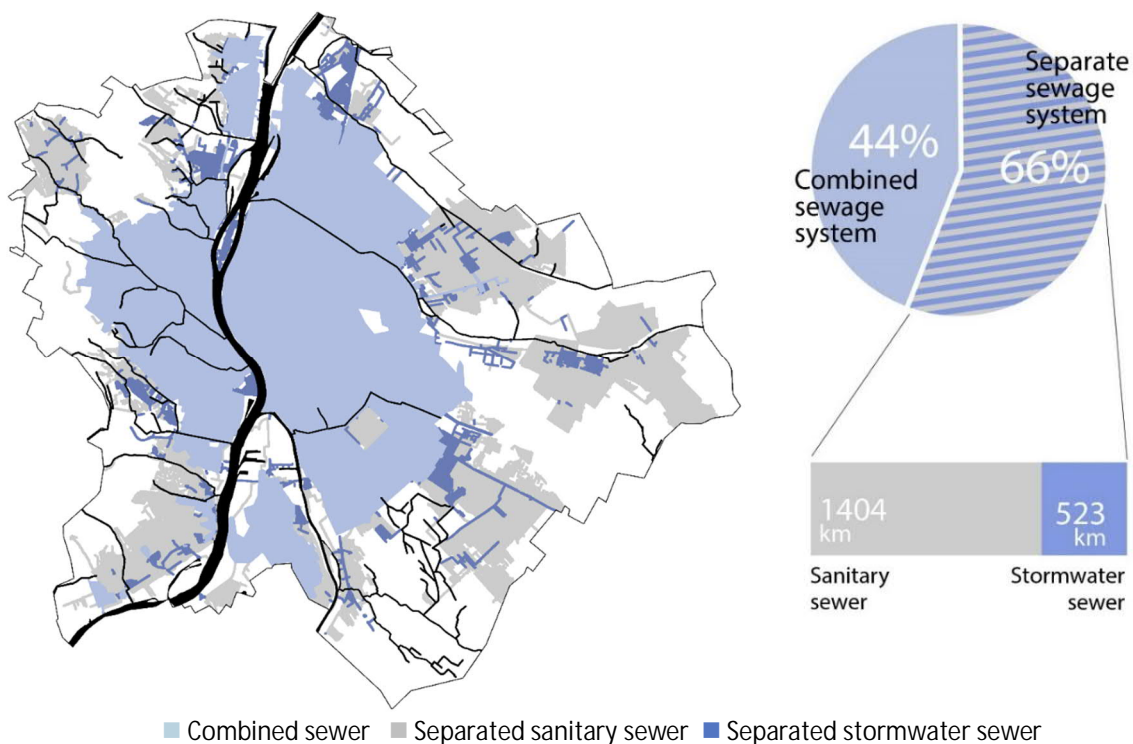 Separate
sewage
system
44%
66%
Combined
sewage
system
1404
km
523
km
Sanitary
sewer
Stormwater
sewer
Combined sewer Separated sanitary sewer Separated stormwater sewer